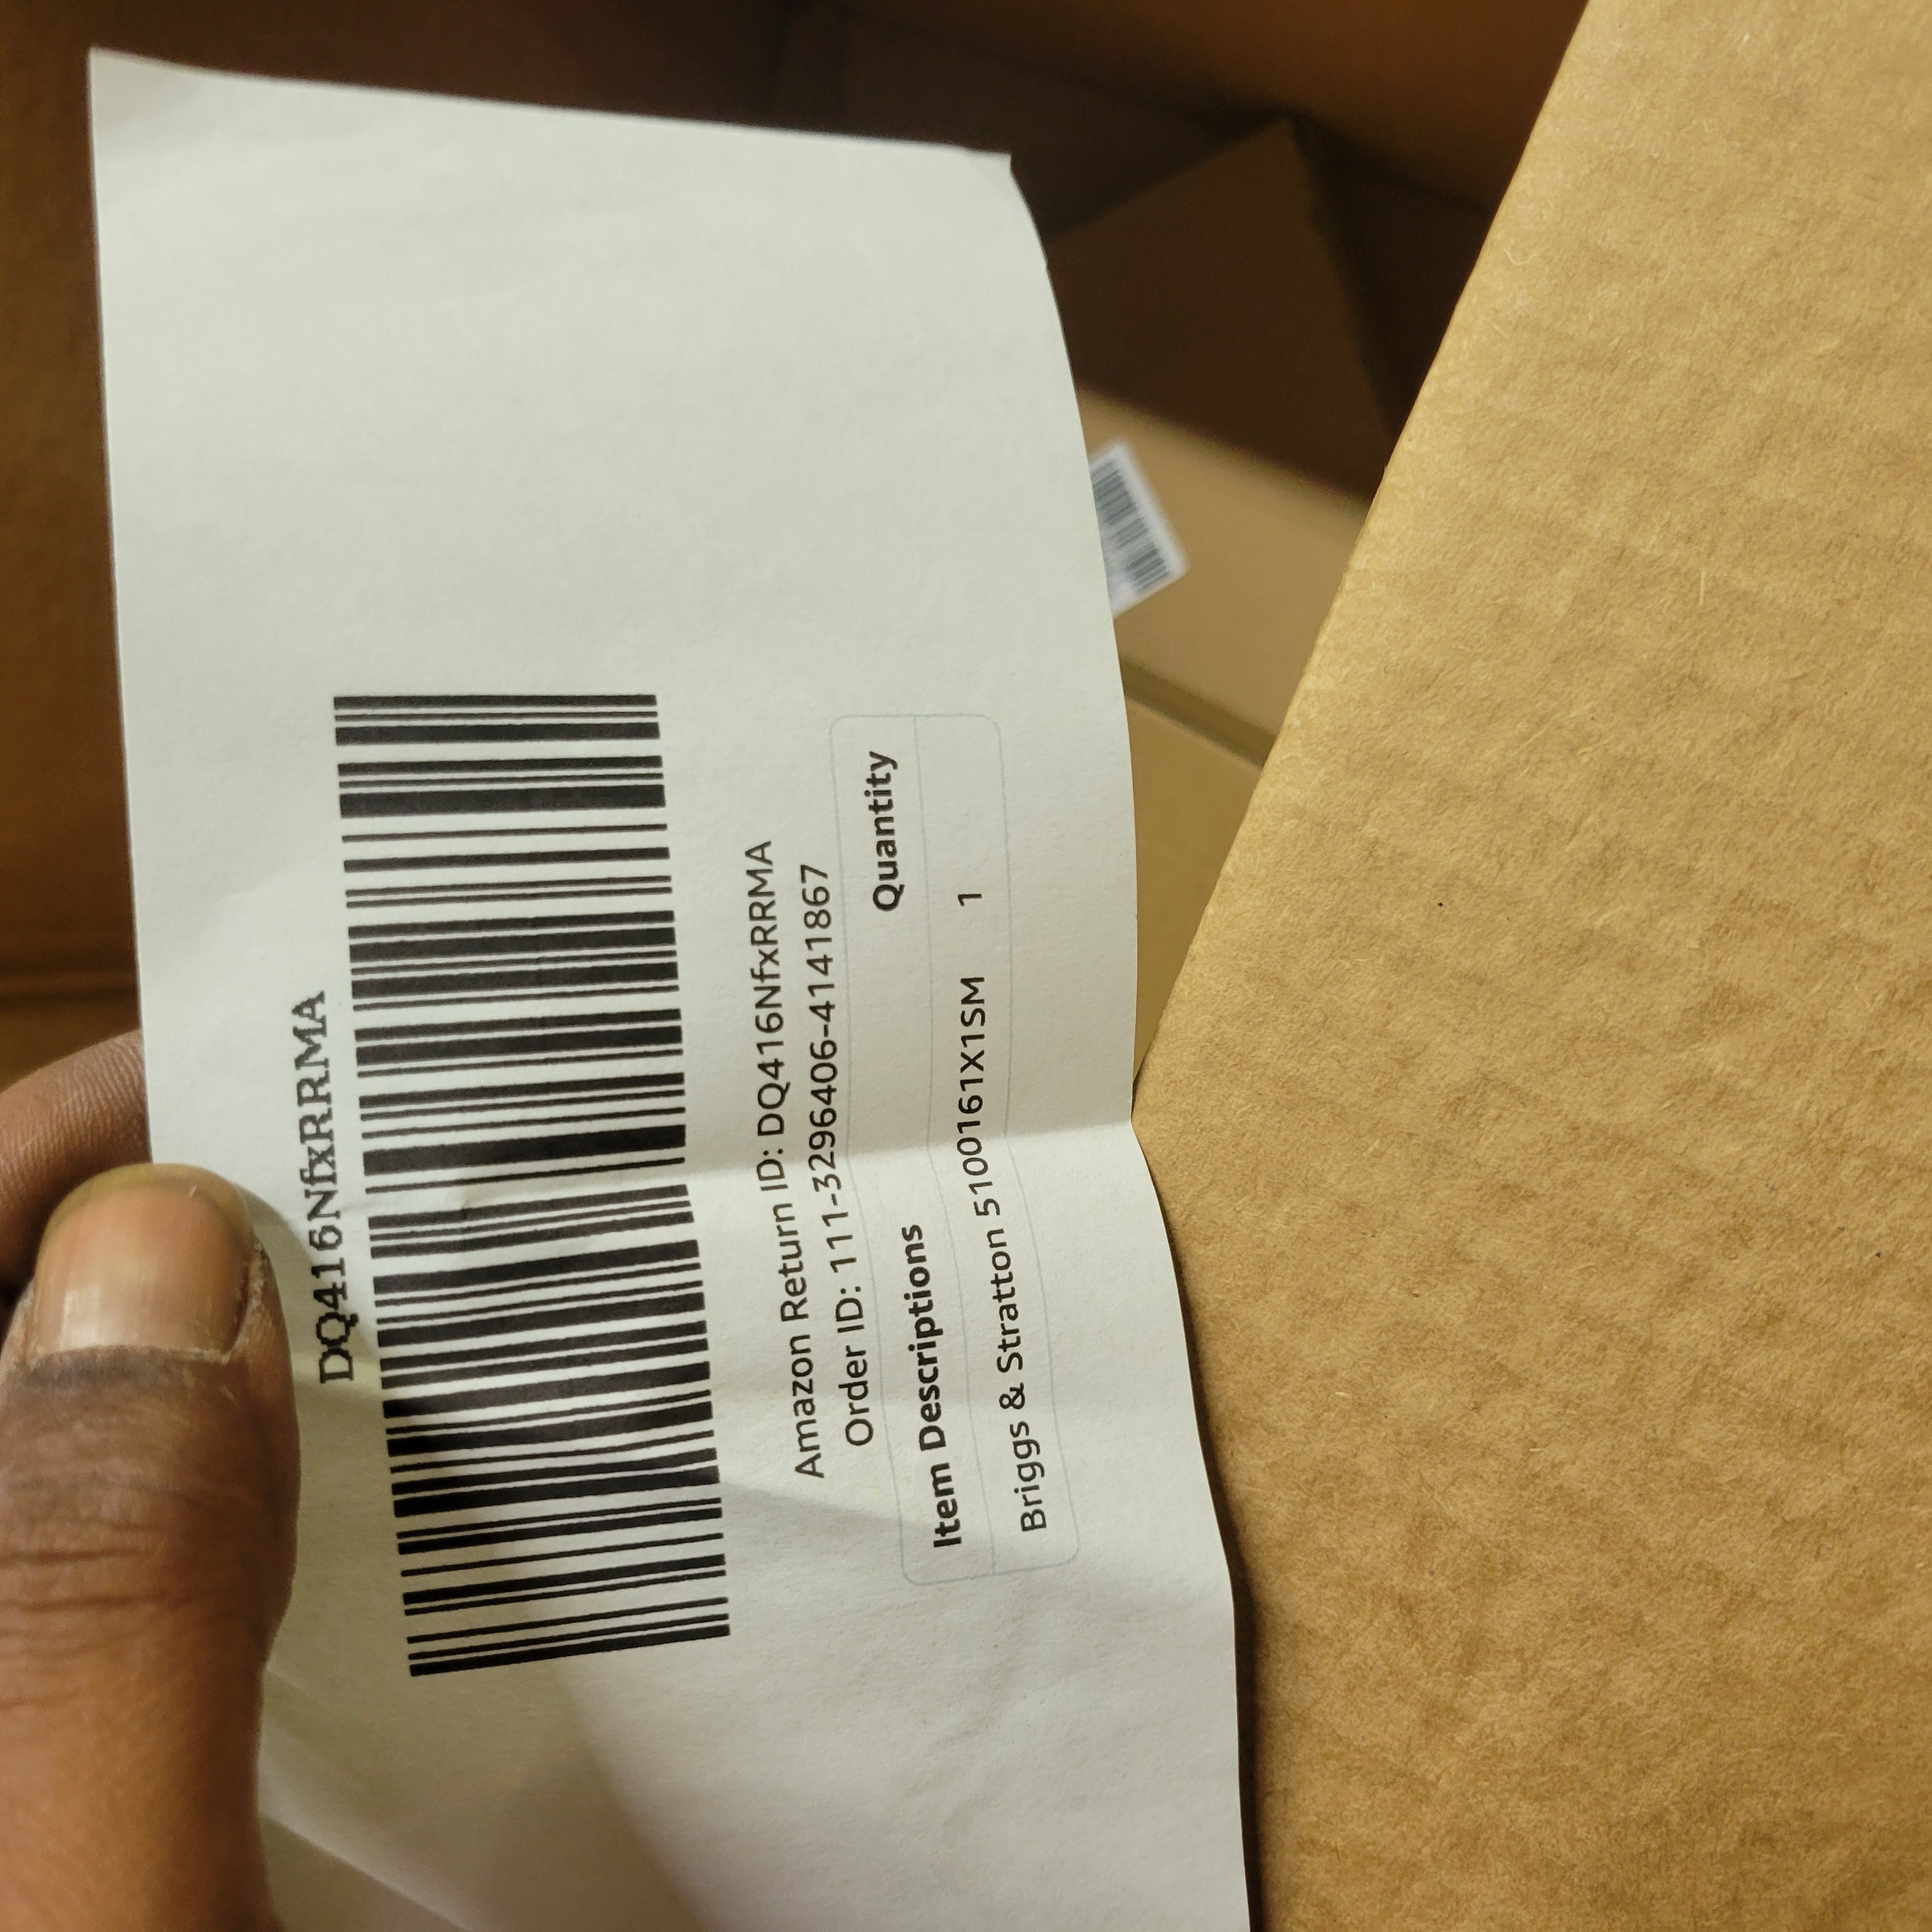 DQ416NfxRRMA
Amazon Return ID: DQ416NfxRRMA
Order ID: 111-3296406-4141867
Item Descriptions Quantity
Briggs & Stratton 5100161X1SM 1